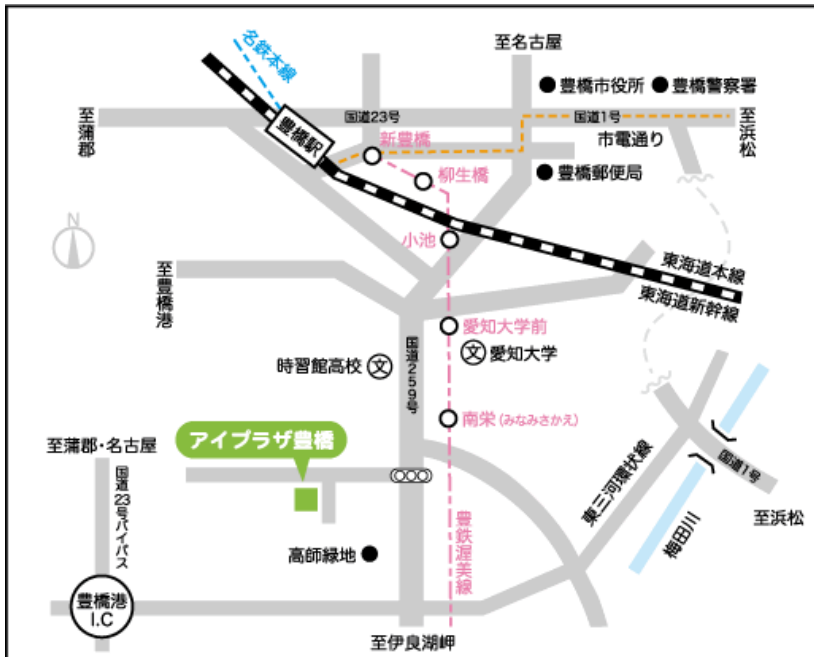 名鉄本線
至名古屋
豊橋市役所
豊橋警察署
至蒲郡
国道23号
国道1号
至浜松
豊橋駅
新豊橋
市電通り
柳生橋
豊橋郵便局
N
小池
東海道本線
東海道新幹線
至豊橋港
愛知大学前
時習館高校
文
国道259号
文
愛知大学
南栄(みなみさかえ)
アイプラザ豊橋
至蒲郡・名古屋
国道23号バイパス
東三河環状線
国道1号
至浜松
梅田川
豊鉄渥美線
高師緑地
豊橋港
I.C
至伊良湖岬